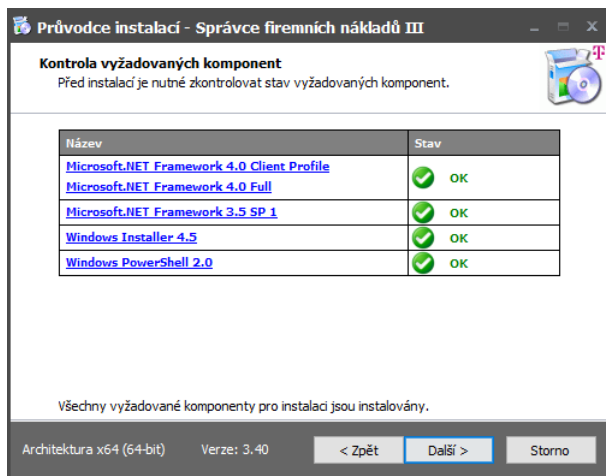 Průvodce instalací - Správce firemních nákladů III
Kontrola vyžadovaných komponent
Před instalací je nutné zkontrolovat stav vyžadovaných komponent.
Název Stav
Microsoft.NET Framework 4.0 Client Profile
Microsoft.NET Framework 4.0 Full
OK
Microsoft.NET Framework 3.5 SP 1 OK
Windows Installer 4.5 OK
Windows PowerShell 2.0 OK
Všechny vyžadované komponenty pro instalaci jsou instalovány.
Architektura x64 (64-bit) Verze: 3.40 < Zpět Další > Storno